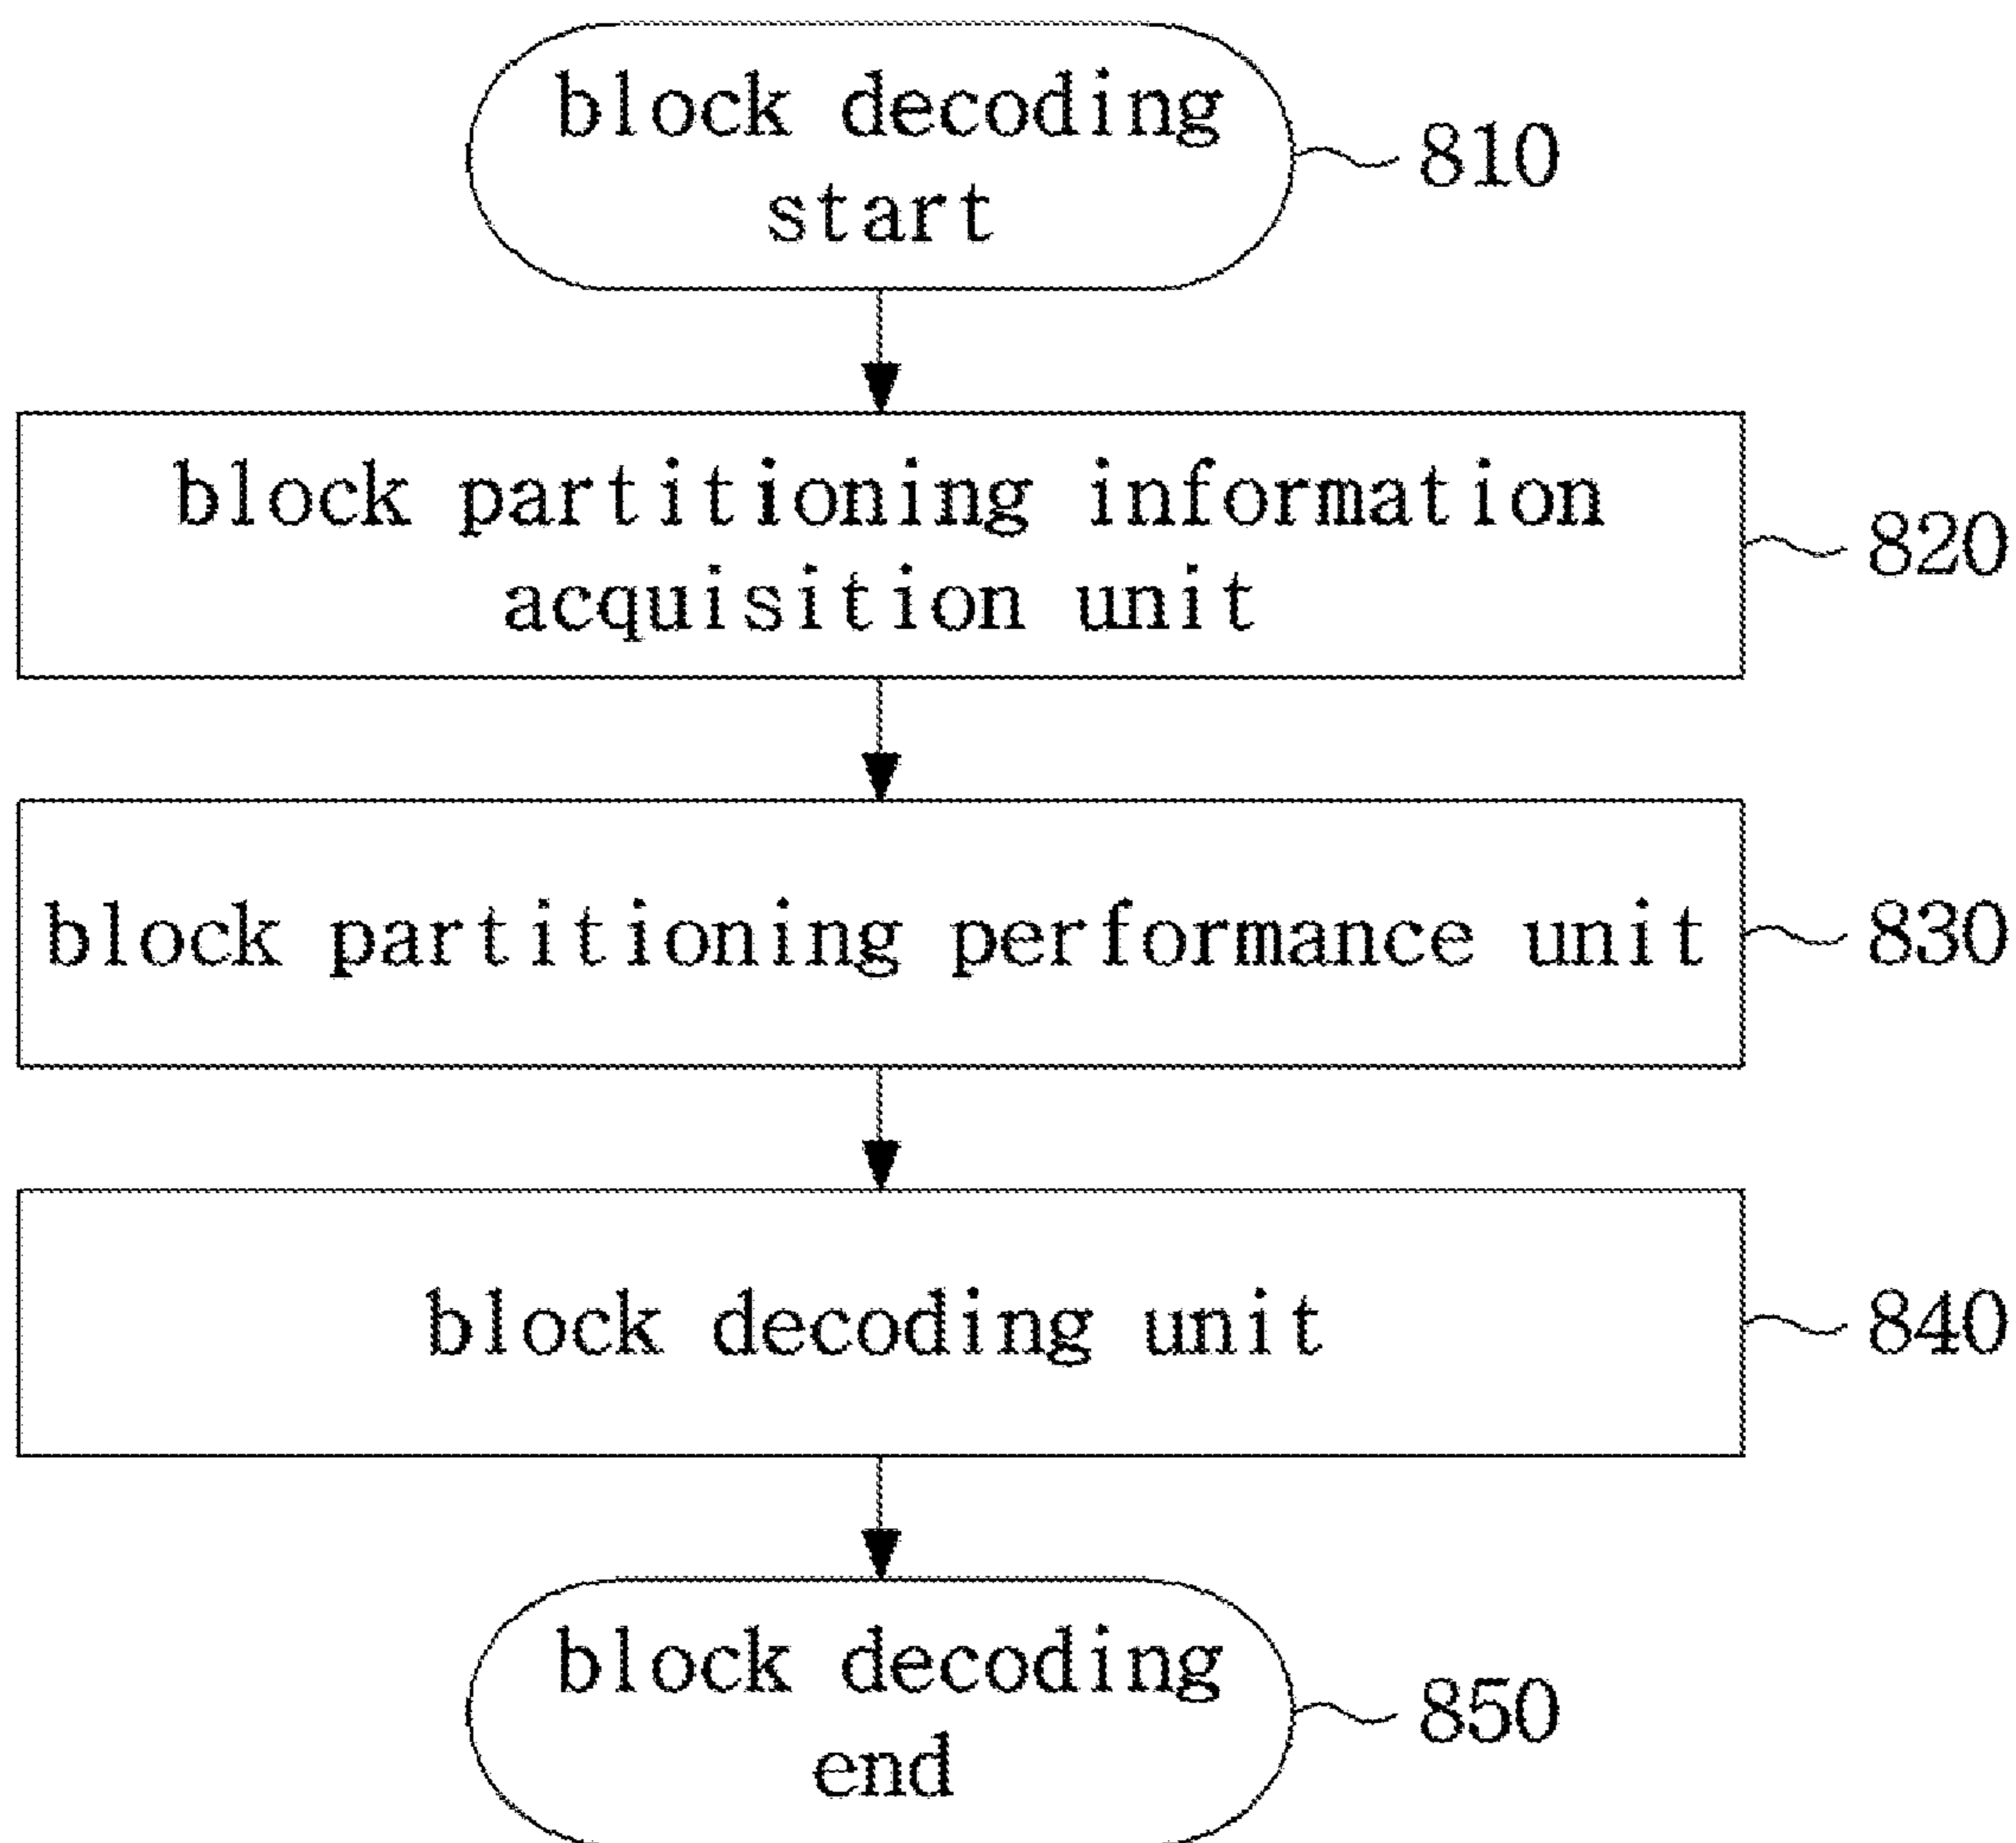 block decoding
start
810
block partitioning information
acquisition unit
820
block partitioning performance unit
830
block decoding unit
840
block decoding
end
850